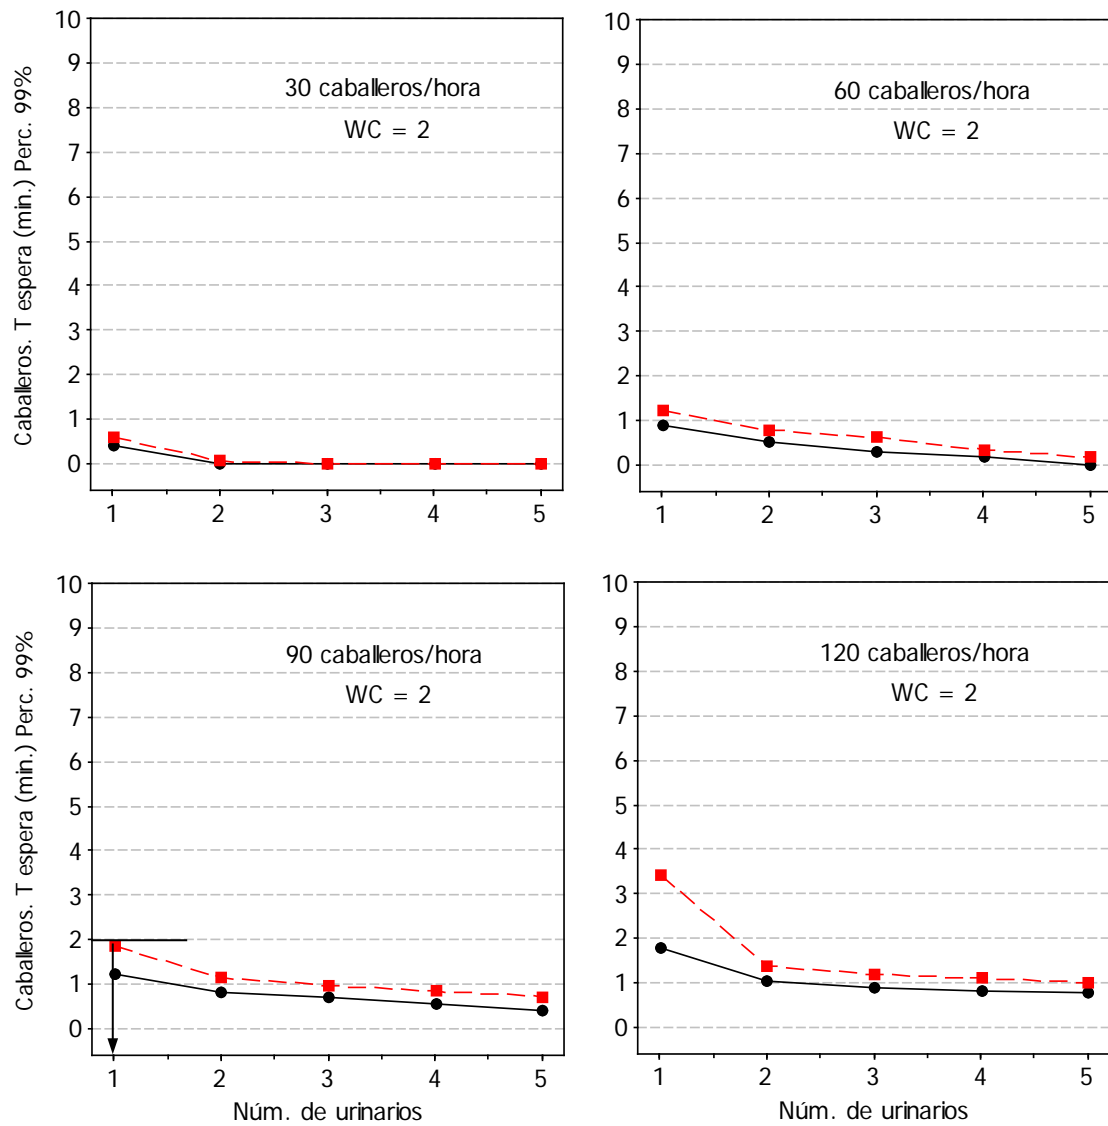 Caballeros. T espera (min.) Perc. 99%
10
9
8
7
6
5
4
3
2
1
0
30 caballeros/hora
WC = 2
1 2 3 4 5
10
9
8
7
6
5
4
3
2
1
0
60 caballeros/hora
WC = 2
1 2 3 4 5
Caballeros. T espera (min.) Perc. 99%
10
9
8
7
6
5
4
3
2
1
0
90 caballeros/hora
WC = 2
1 2 3 4 5
Núm. de urinarios
10
9
8
7
6
5
4
3
2
1
0
120 caballeros/hora
WC = 2
1 2 3 4 5
Núm. de urinarios